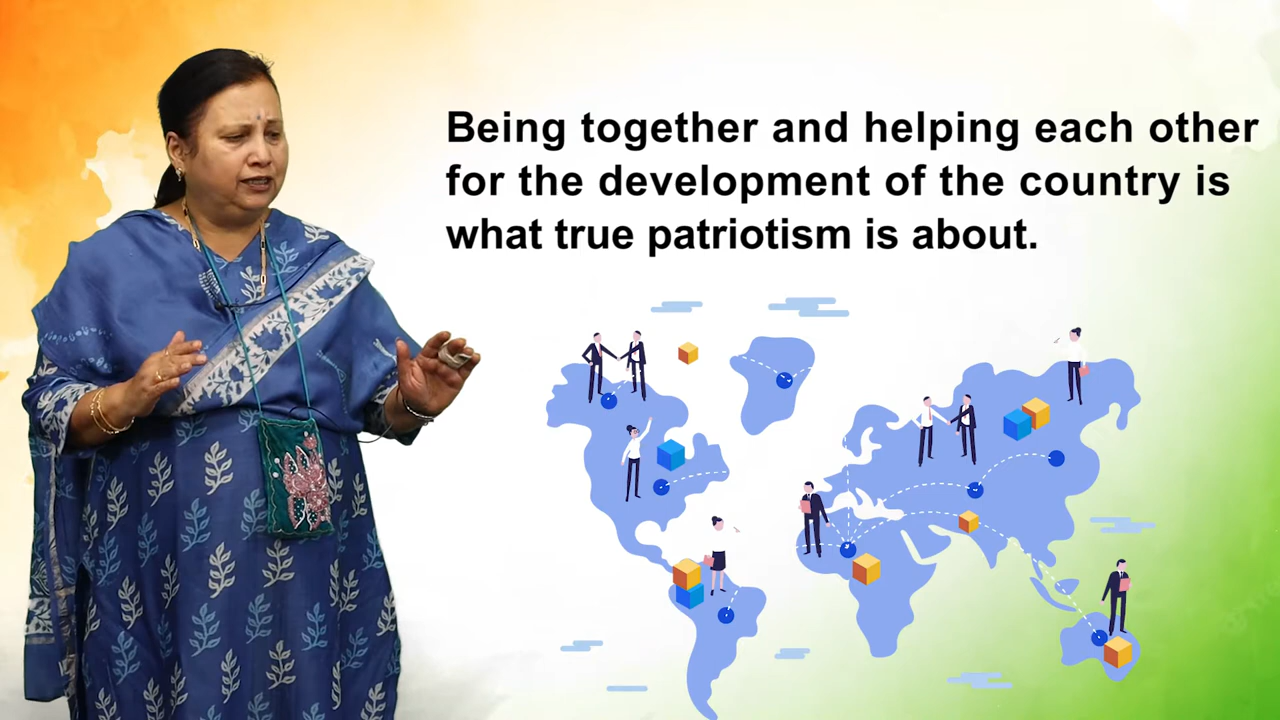 Being together and helping each other
for the development of the country is
what true patriotism is about.